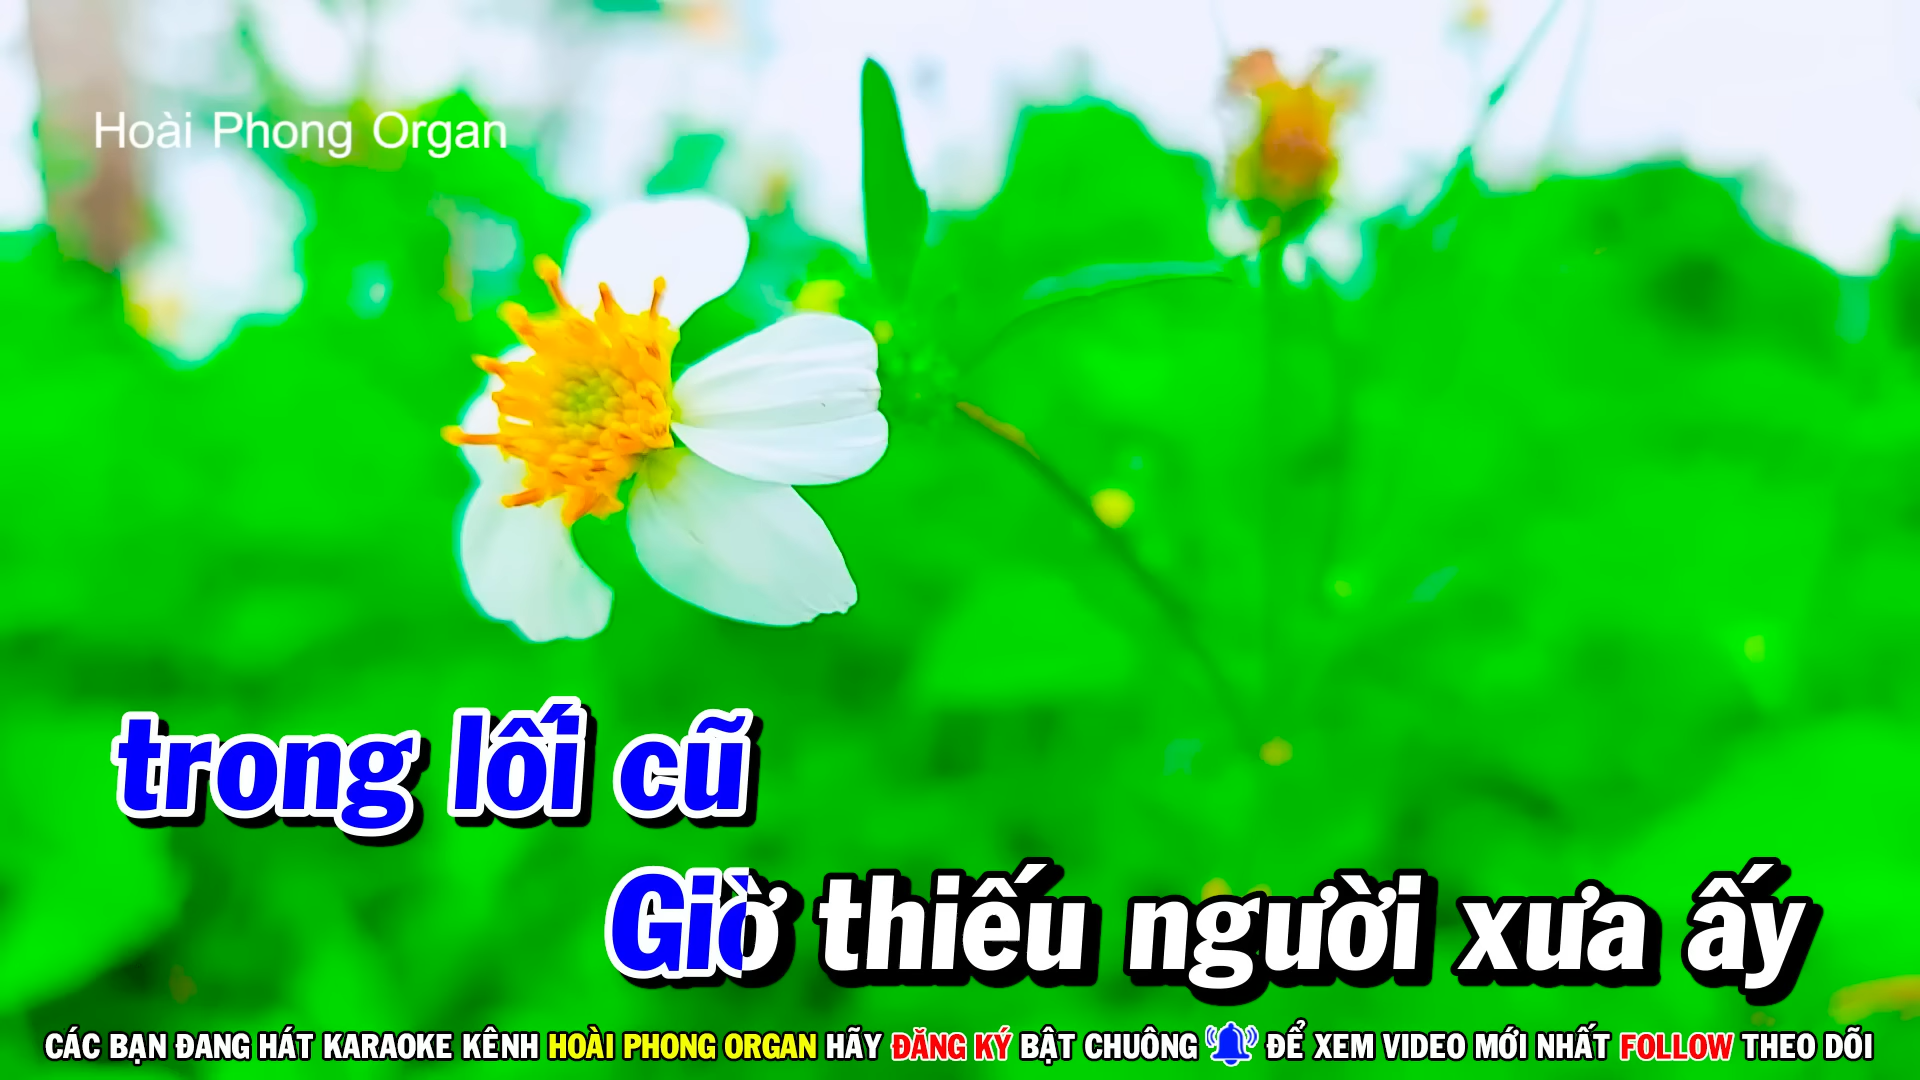 Hoài Phong Organ
trong lối cũ
Giờ thiếu người xưa ấy
CÁC BẠN ĐANG HÁT KARAOKE KÊNH HOÀI PHONG ORGAN HÃY ĐĂNG KÝ BẬT CHUÔNG ĐỂ XEM VIDEO MỚI NHẤT FOLLOW THEO DÕI